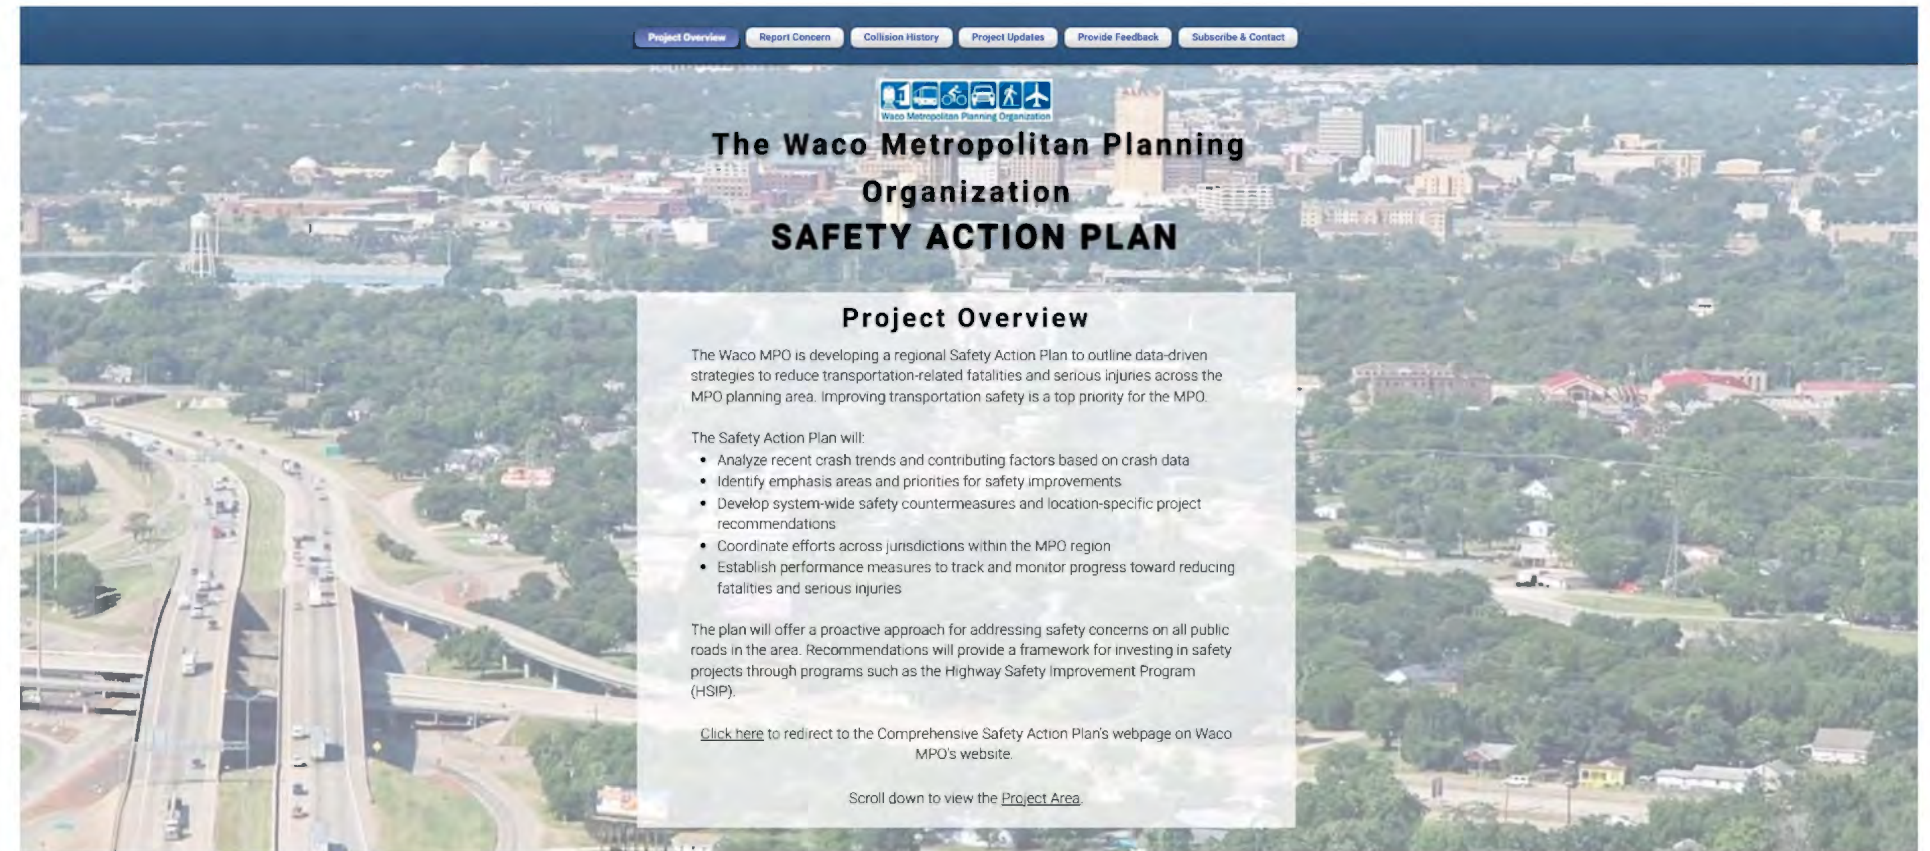 Project Overview
Report Concern
Collision History
Project Updates
Provide Feedback
Subscribe & Contact
Waco Metropolitan Planning Organization
The Waco Metropolitan Planning
Organization
SAFETY ACTION PLAN
Project Overview
The Waco MPO is developing a regional Safety Action Plan to outline data-driven
strategies to reduce transportation-related fatalities and serious injuries across the
MPO planning area. Improving transportation safety is a top priority for the MPO.
The Safety Action Plan will:
• Analyze recent crash trends and contributing factors based on crash data
• Identify emphasis areas and priorities for safety improvements
• Develop system-wide safety countermeasures and location-specific project
recommendations
• Coordinate efforts across jurisdictions within the MPO region
• Establish performance measures to track and monitor progress toward reducing
fatalities and serious injuries
The plan will offer a proactive approach for addressing safety concerns on all public
roads in the area. Recommendations will provide a framework for investing in safety
projects through programs such as the Highway Safety Improvement Program
(HSIP).
Click here to redirect to the Comprehensive Safety Action Plan's webpage on Waco
MPO's website.
Scroll down to view the Project Area.